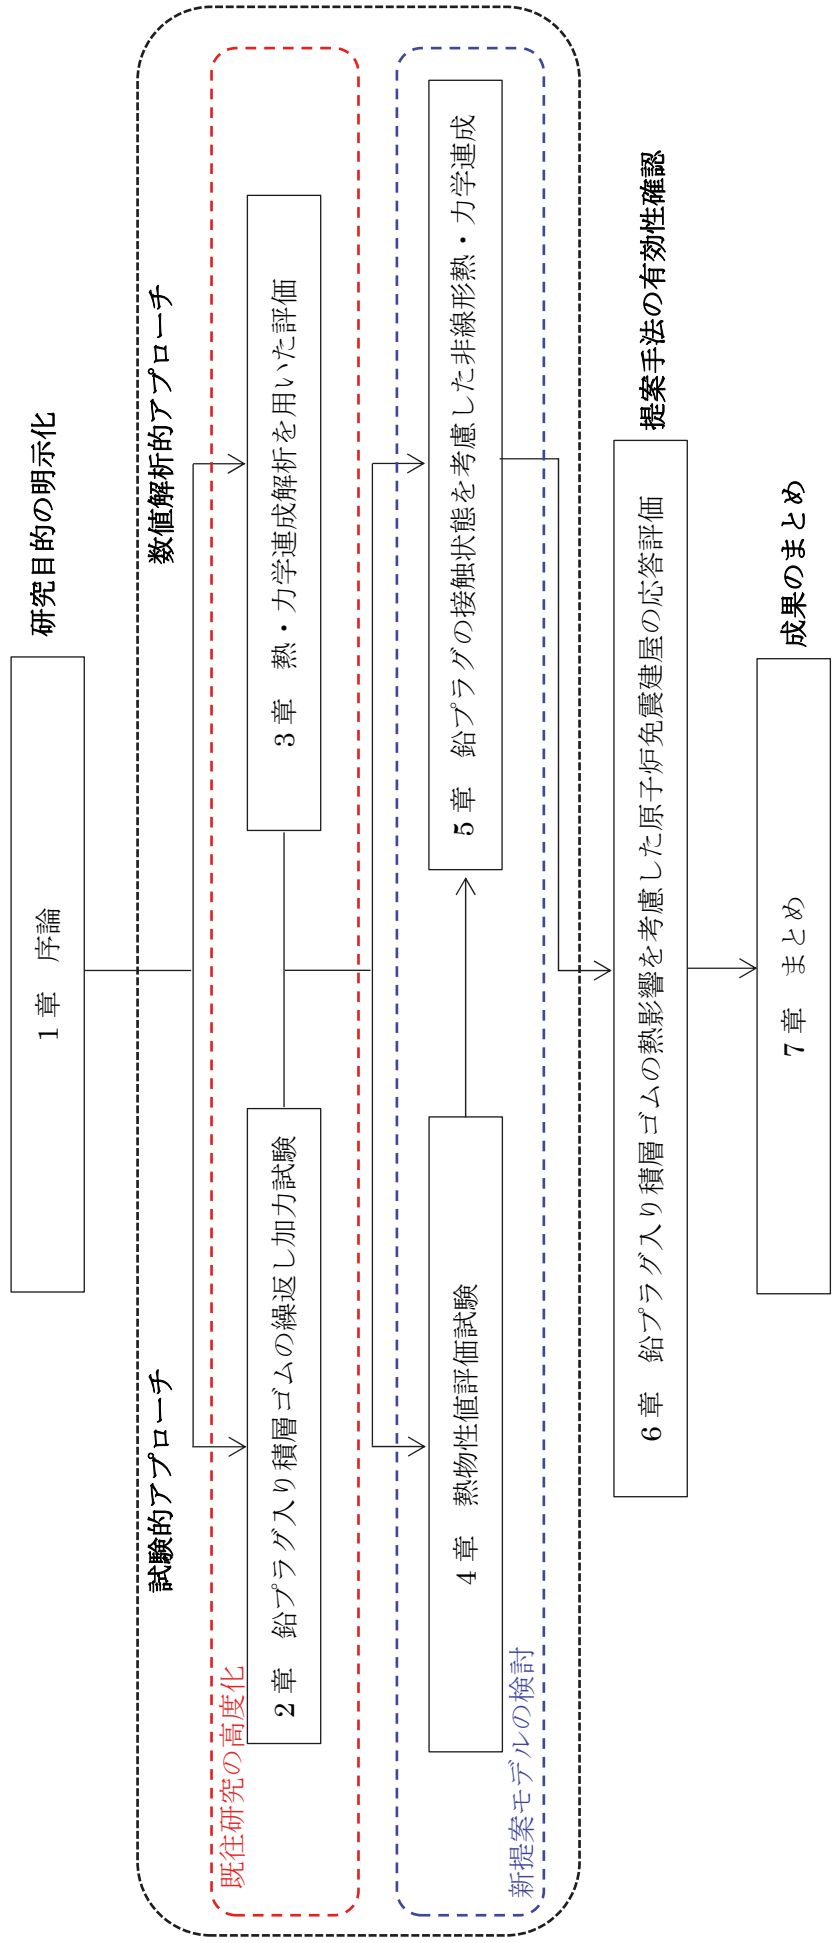 研究目的の明示化
1 章　序論
試験的アプローチ
数値解析的アプローチ
既往研究の高度化
2 章　鉛プラグ入り積層ゴムの繰返し加力試験
3 章　熱・力学連成解析を用いた評価
4 章　熱物性値評価試験
5 章　鉛プラグの接触状態を考慮した非線形熱・力学連成
新提案モデルの検討
提案手法の有効性確認
6 章　鉛プラグ入り積層ゴムの熱影響を考慮した原子炉免震建屋の応答評価
成果のまとめ
7 章　まとめ